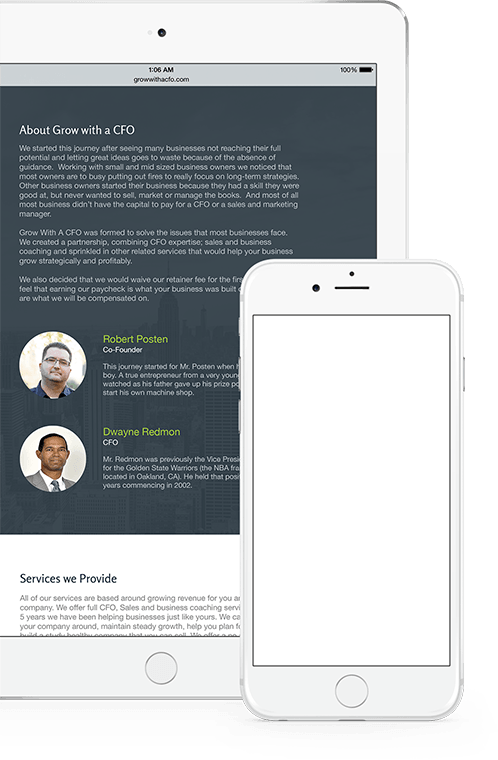 1:06 AM
100%
growwithacfo.com
About Grow with a CFO
We started this journey after seeing many businesses not reaching their full
potential and letting great ideas goes to waste because of the absence of
guidance. Working with small and mid sized business owners we noticed that
most owners are to busy putting out fires to really focus on long-term strategies.
Other business owners started their business because they had a skill they were
good at, but never wanted to sell, market or manage the books. And most of all
most business didn't have the capital to pay for a CFO or a sales and marketing
manager.
Grow With A CFO was formed to solve the issues that most businesses face.
We created a partnership, combining CFO expertise; sales and business
coaching and sprinkled in other related services that would help your business
grow strategically and profitably.
We also decided that we would waive our retainer fee for the firs
feel that earning our paycheck is what your business was built o
are what we will be compensated on.
Robert Posten
Co-Founder
This journey started for Mr. Posten when h
boy. A true entrepreneur from a very youn
watched as his father gave up his prize po
start his own machine shop.
Dwayne Redmon
CFO
Mr. Redmon was previously the Vice Presi
for the Golden State Warriors (the NBA fra
located in Oakland, CA). He held that posi
years commencing in 2002.
Services we Provide
All of our services are based around growing revenue for you an
company. We offer full CFO, Sales and business coaching servi
5 years we have been helping businesses just like yours. We ca
your company around, maintain steady growth, help you plan fo
build a study healthy company that you can sell. We offer a no